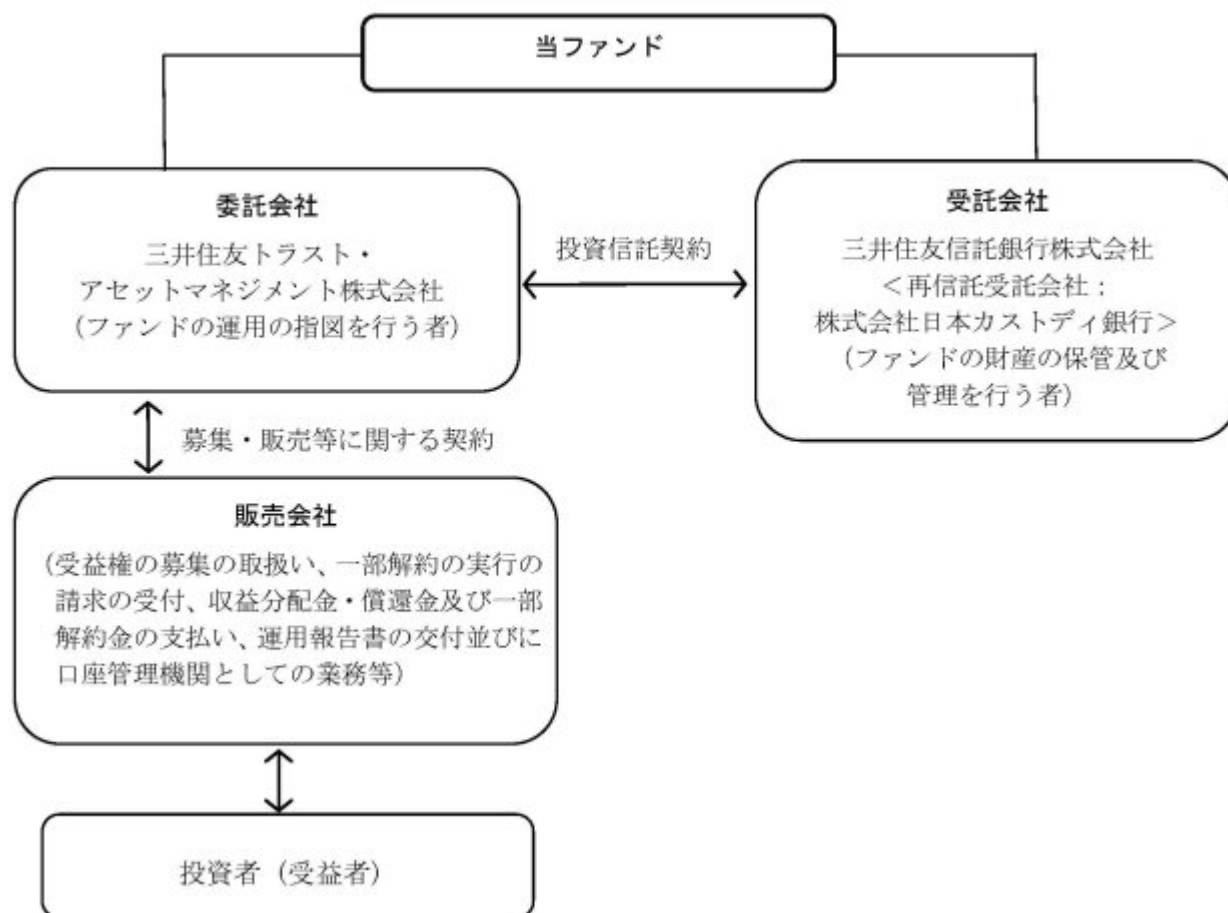 当ファンド
委託会社
三井住友トラスト・
アセットマネジメント株式会社
（ファンドの運用の指図を行う者）
投資信託契約
受託会社
三井住友信託銀行株式会社
＜再信託受託会社：
株式会社日本カストディ銀行＞
（ファンドの財産の保管及び
管理を行う者）
募集・販売等に関する契約
販売会社
（受益権の募集の取扱い、一部解約の実行の
請求の受付、収益分配金・償還金及び一部
解約金の支払い、運用報告書の交付並びに
口座管理機関としての業務等）
投資者（受益者）